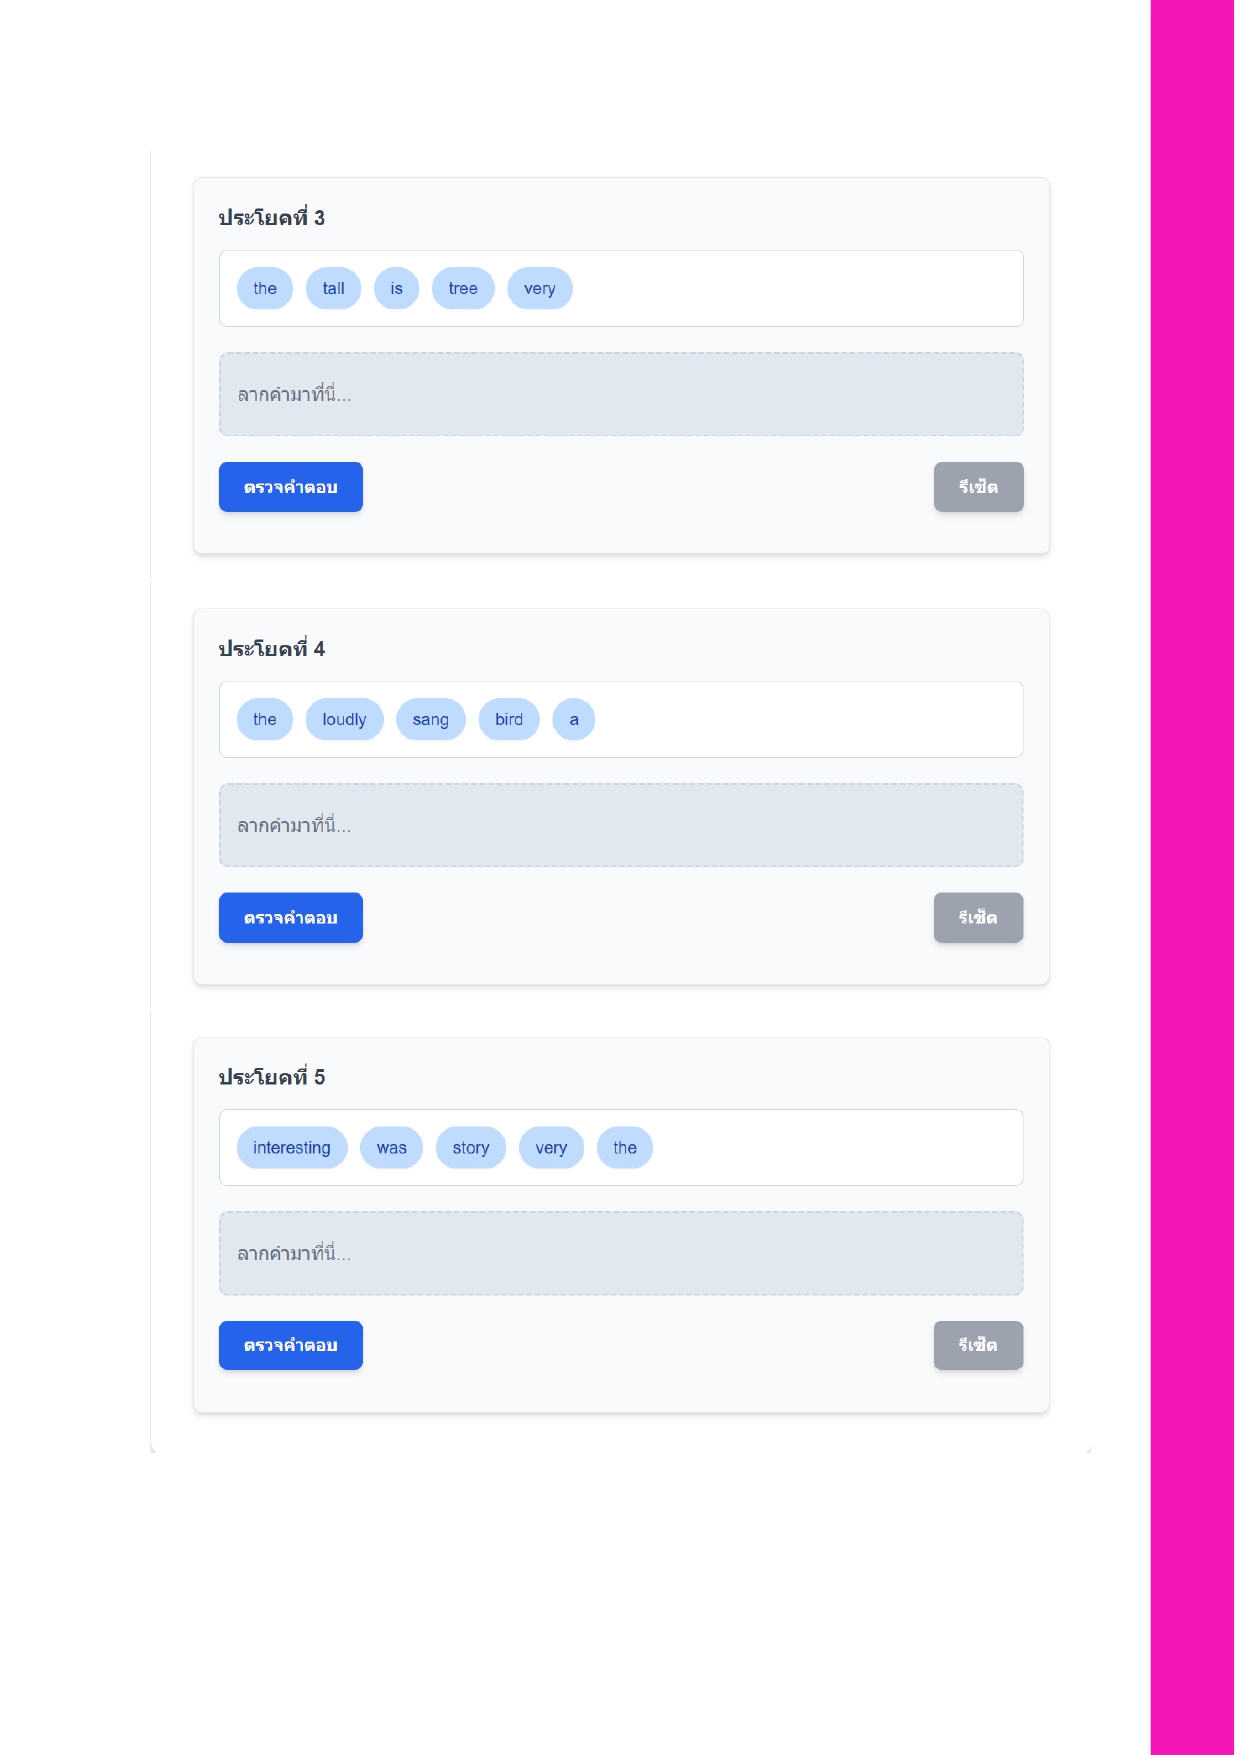 ประโยคที่ 3
the tall is tree very
ลากคำมาที่นี่...
ตรวจคำตอบ รีเซ็ต
ประโยคที่ 4
the loudly sang bird a
ลากคำมาที่นี่...
ตรวจคำตอบ รีเซ็ต
ประโยคที่ 5
interesting was story very the
ลากคำมาที่นี่...
ตรวจคำตอบ รีเซ็ต